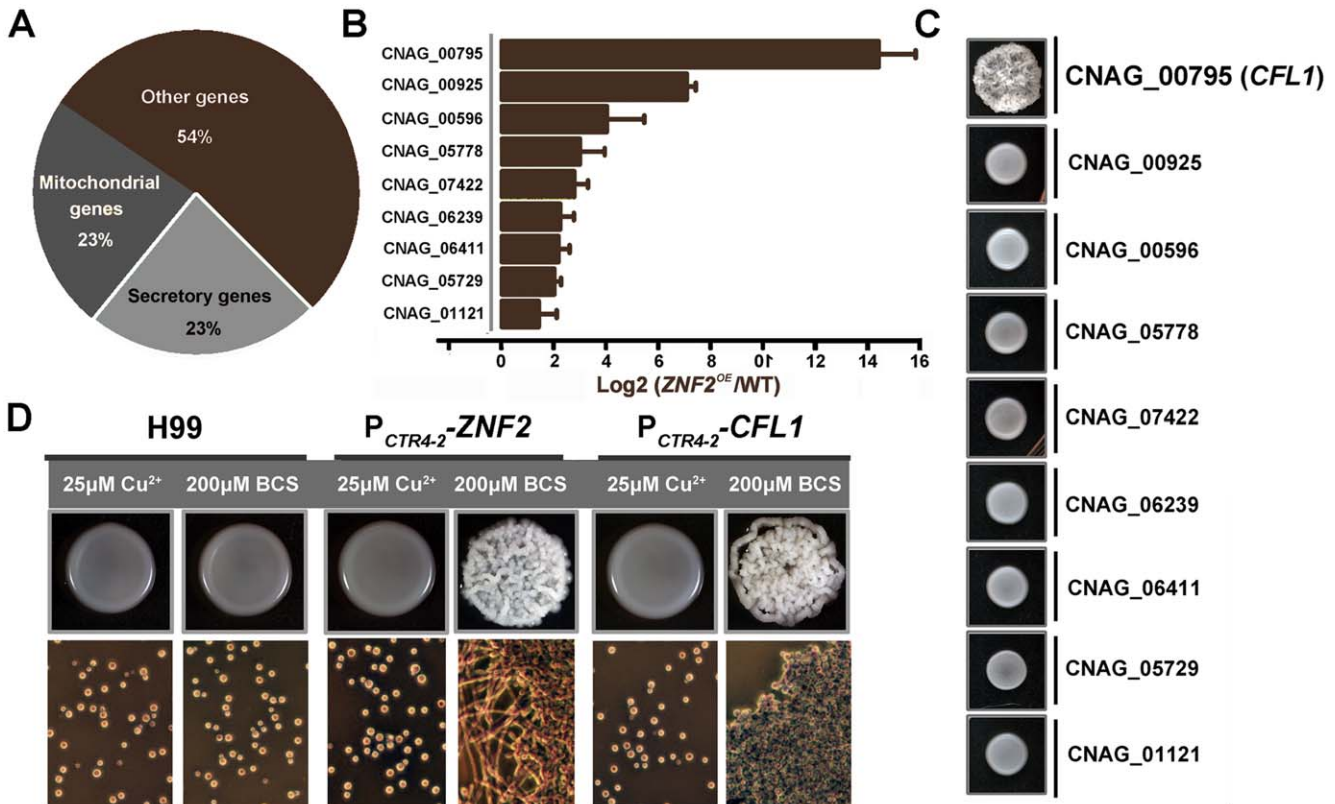 A
Other genes
54%
Mitochondrial
genes
23%
Secretory genes
23%
B
CNAG_00795
CNAG_00925
CNAG_00596
CNAG_05778
CNAG_07422
CNAG_06239
CNAG_06411
CNAG_05729
CNAG_01121
0 2 4 6 8 10 12 14 16
Log2 (ZNF2OE/WT)
C
CNAG_00795 (CFL1)
CNAG_00925
CNAG_00596
CNAG_05778
CNAG_07422
CNAG_06239
CNAG_06411
CNAG_05729
CNAG_01121
D
H99 PCTR4-2-ZNF2 PCTR4-2-CFL1
25µM Cu2+ 200µM BCS 25µM Cu2+ 200µM BCS 25µM Cu2+ 200µM BCS